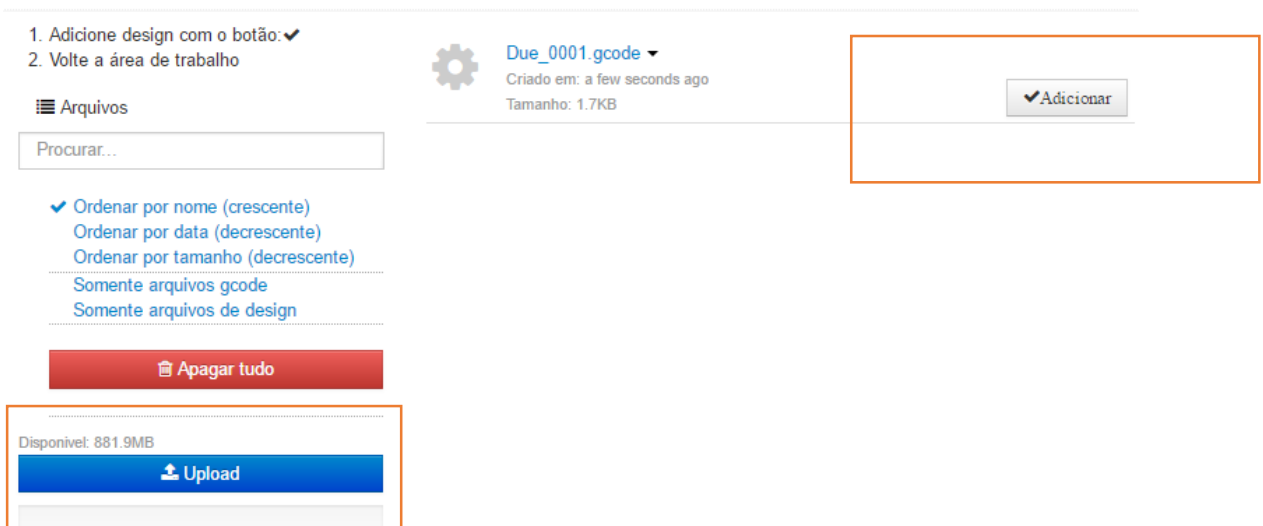 1. Adicione design com o botão:
2. Volte a área de trabalho
Arquivos
Procurar...
Ordenar por nome (crescente)
Ordenar por data (decrescente)
Ordenar por tamanho (decrescente)
Somente arquivos gcode
Somente arquivos de design
Apagar tudo
Disponivel: 881.9MB
Upload
Due_0001.gcode
Criado em: a few seconds ago
Tamanho: 1.7KB
Adicionar